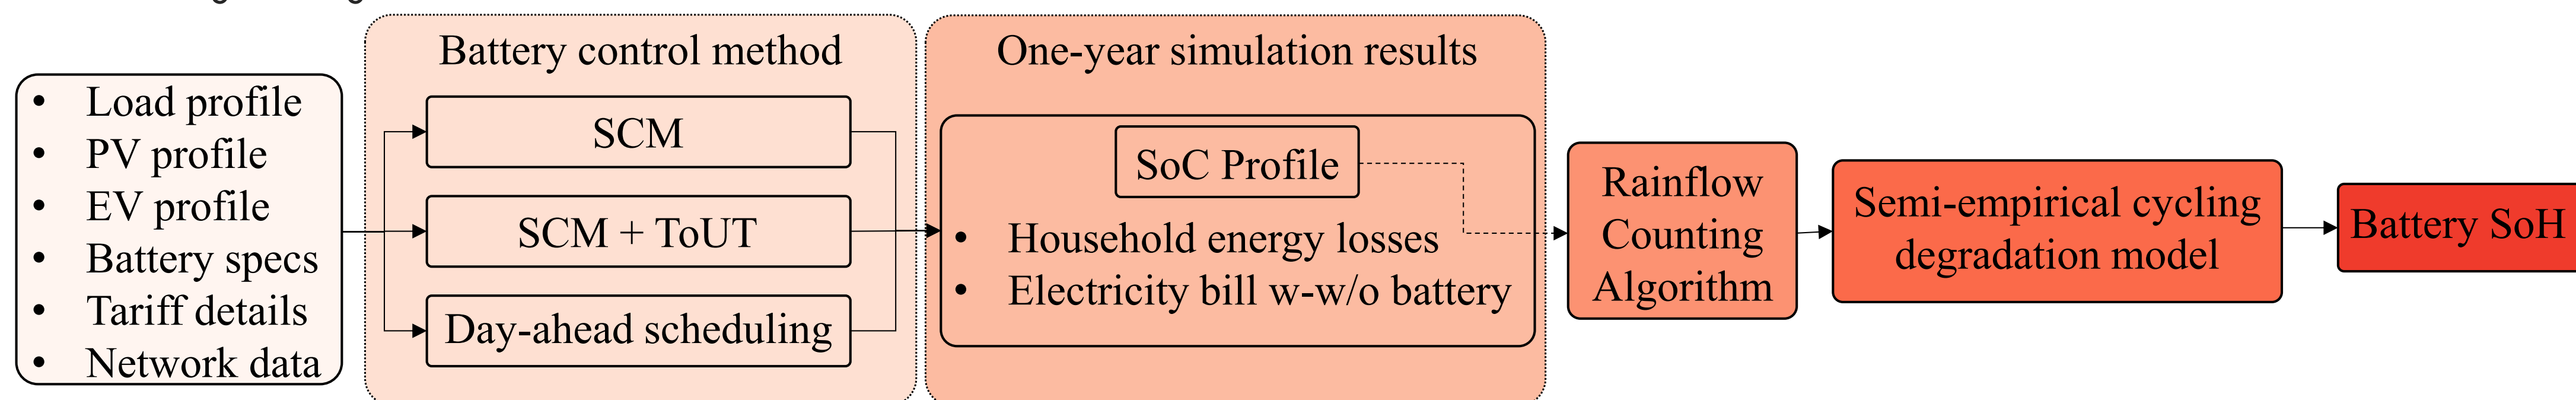 Load profile
PV profile
EV profile
Battery specs
Tariff details
Network data
Battery control method
SCM
SCM + ToUT
Day-ahead scheduling
One-year simulation results
SoC Profile
Household energy losses
Electricity bill w-w/o battery
Rainflow
Counting
Algorithm
Semi-empirical cycling
degradation model
Battery SoH